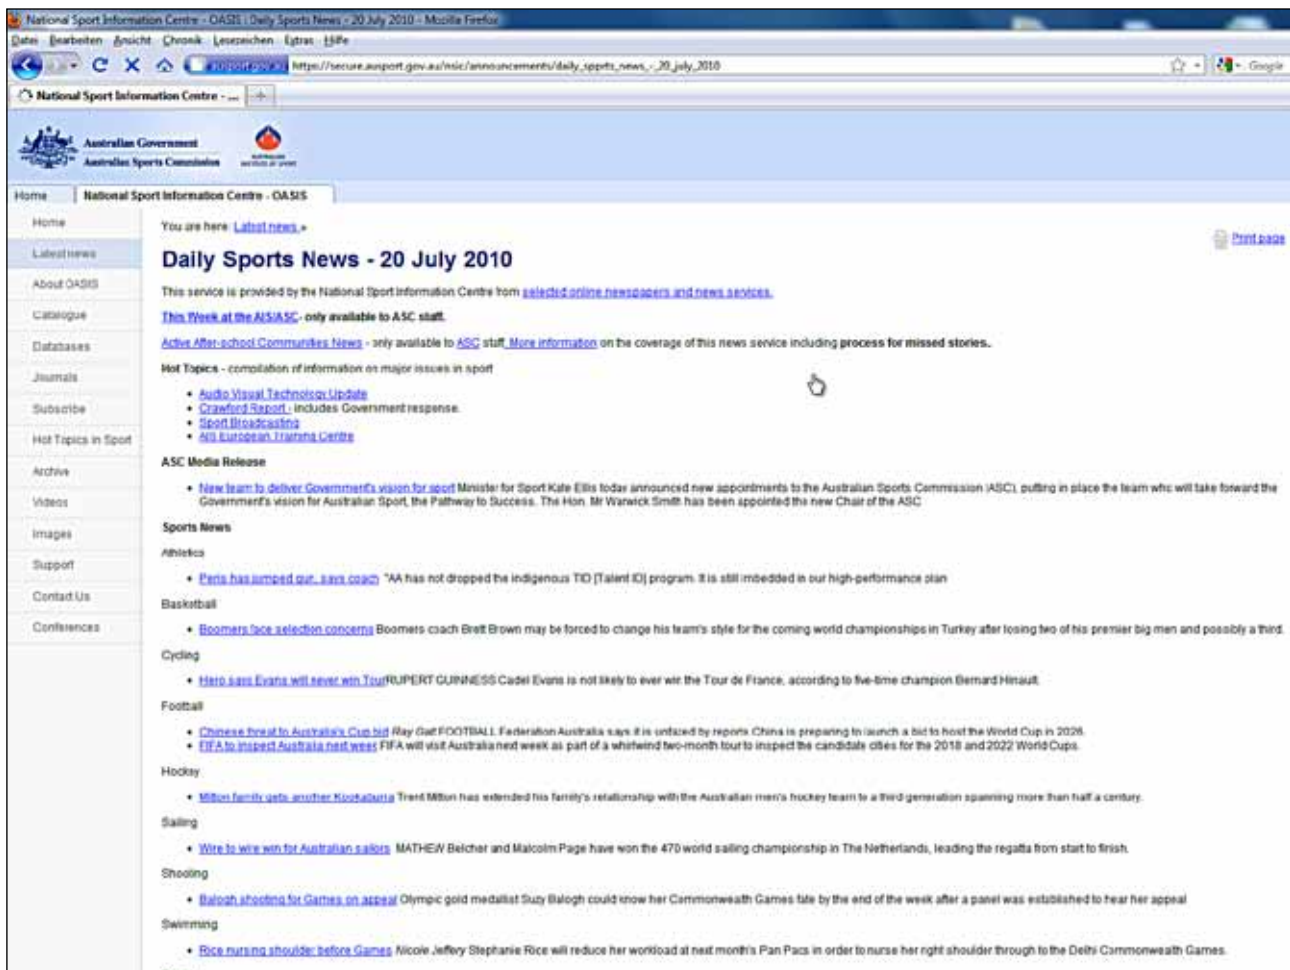 National Sport Information Centre - OASIS : Daily Sports News - 20 July 2010 - Mozilla Firefox
Datei Bearbeiten Ansicht Chronik Lesezeichen Extras Hilfe
https://secure.ausport.gov.au/nsic/announcements/daily_sports_news_-_20_july_2010
Google
National Sport Information Centre - ...
Australian Government
Australian Sports Commission
Home
National Sport Information Centre - OASIS
Home
Latest news
About OASIS
Catalogue
Databases
Journals
Subscribe
Hot Topics in Sport
Archive
Videos
Images
Support
Contact Us
Conferences
You are here: Latest news »
Print page
Daily Sports News - 20 July 2010
This service is provided by the National Sport Information Centre from selected online newspapers and news services.
This Week at the AIS/ASC - only available to ASC staff.
Active After-school Communities News - only available to ASC staff. More information on the coverage of this news service including process for missed stories..
Hot Topics - compilation of information on major issues in sport
• Audio Visual Technology Update
• Crawford Report - includes Government response.
• Sport Broadcasting
• AIS European Training Centre
ASC Media Release
• New team to deliver Government's vision for sport Minister for Sport Kate Ellis today announced new appointments to the Australian Sports Commission (ASC), putting in place the team who will take forward the
Government's vision for Australian Sport, the Pathway to Success. The Hon. Mr Warwick Smith has been appointed the new Chair of the ASC
Sports News
Athletics
• Peris has jumped gun, says coach "AA has not dropped the indigenous TID [Talent ID] program. It is still imbedded in our high-performance plan
Basketball
• Boomers face selection concerns Boomers coach Brett Brown may be forced to change his team's style for the coming world championships in Turkey after losing two of his premier big men and possibly a third.
Cycling
• Hero says Evans will never win Tour RUPERT GUINNESS Cadel Evans is not likely to ever win the Tour de France, according to five-time champion Bernard Hinault.
Football
• Chinese threat to Australia's Cup bid Ray Gatt FOOTBALL Federation Australia says it is unfazed by reports China is preparing to launch a bid to host the World Cup in 2026.
• FIFA to inspect Australia next week FIFA will visit Australia next week as part of a whirlwind two-month tour to inspect the candidate cities for the 2018 and 2022 World Cups.
Hockey
• Mitton family gets another Kookaburra Trent Mitton has extended his family's relationship with the Australian men's hockey team to a third generation spanning more than half a century.
Sailing
• Wire to wire win for Australian sailors MATHEW Belcher and Malcolm Page have won the 470 world sailing championship in The Netherlands, leading the regatta from start to finish.
Shooting
• Balogh shooting for Games on appeal Olympic gold medallist Suzy Balogh could know her Commonweath Games fate by the end of the week after a panel was established to hear her appeal
Swimming
• Rice nursing shoulder before Games Nicole Jeffery Stephanie Rice will reduce her workload at next month's Pan Pacs in order to nurse her right shoulder through to the Delhi Commonwealth Games.